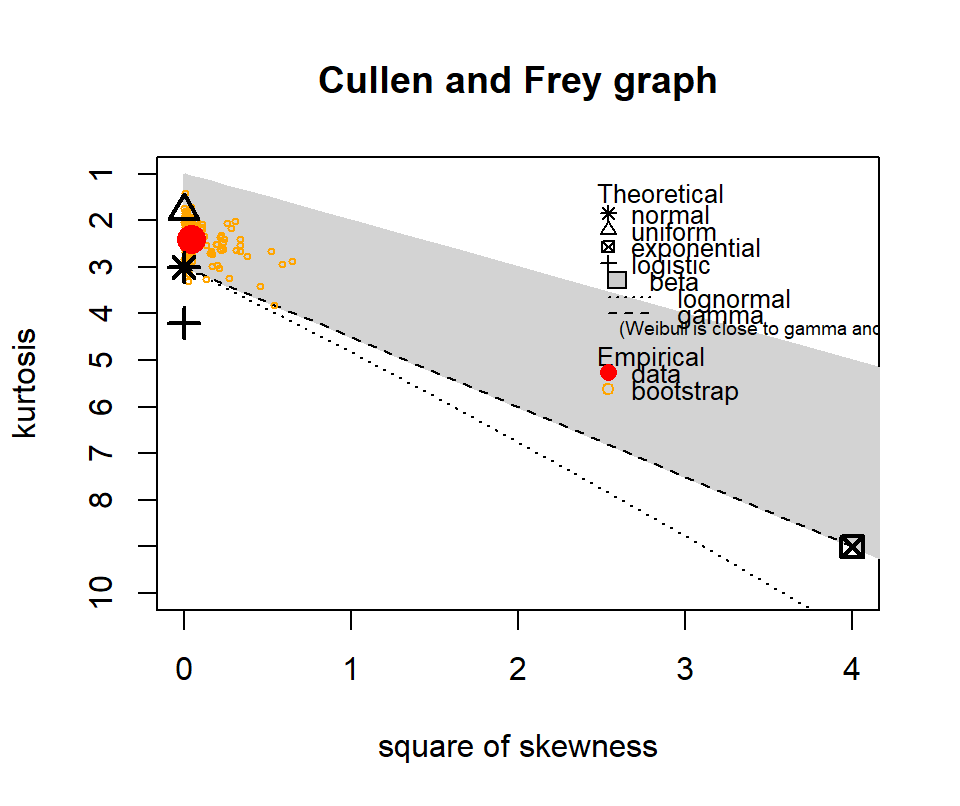 Cullen and Frey graph
kurtosis
1
2
3
4
5
6
7
8
10
Theoretical
normal
uniform
exponential
logistic
beta
lognormal
gamma
(Weibull is close to gamma and
Empirical
data
bootstrap
0 1 2 3 4
square of skewness